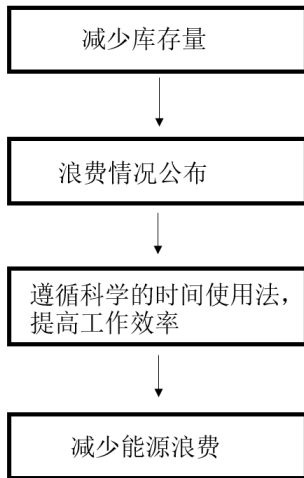 减少库存量
浪费情况公布
遵循科学的时间使用法，
提高工作效率
减少能源浪费